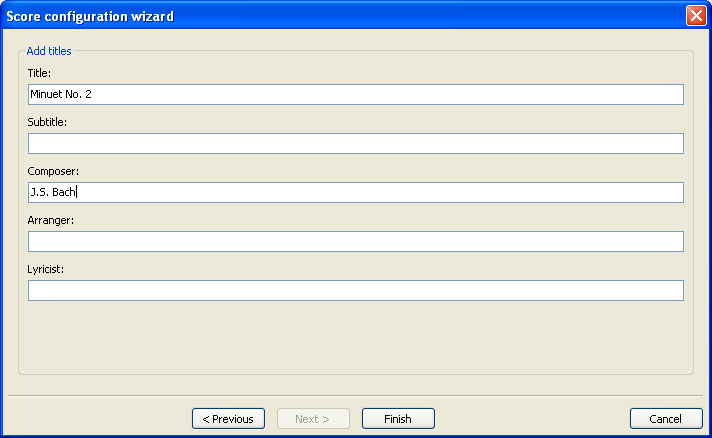 Score configuration wizard
Add titles
Title:
Minuet No. 2
Subtitle:
Composer:
J.S. Bach
Arranger:
Lyricist:
< Previous Next > Finish Cancel